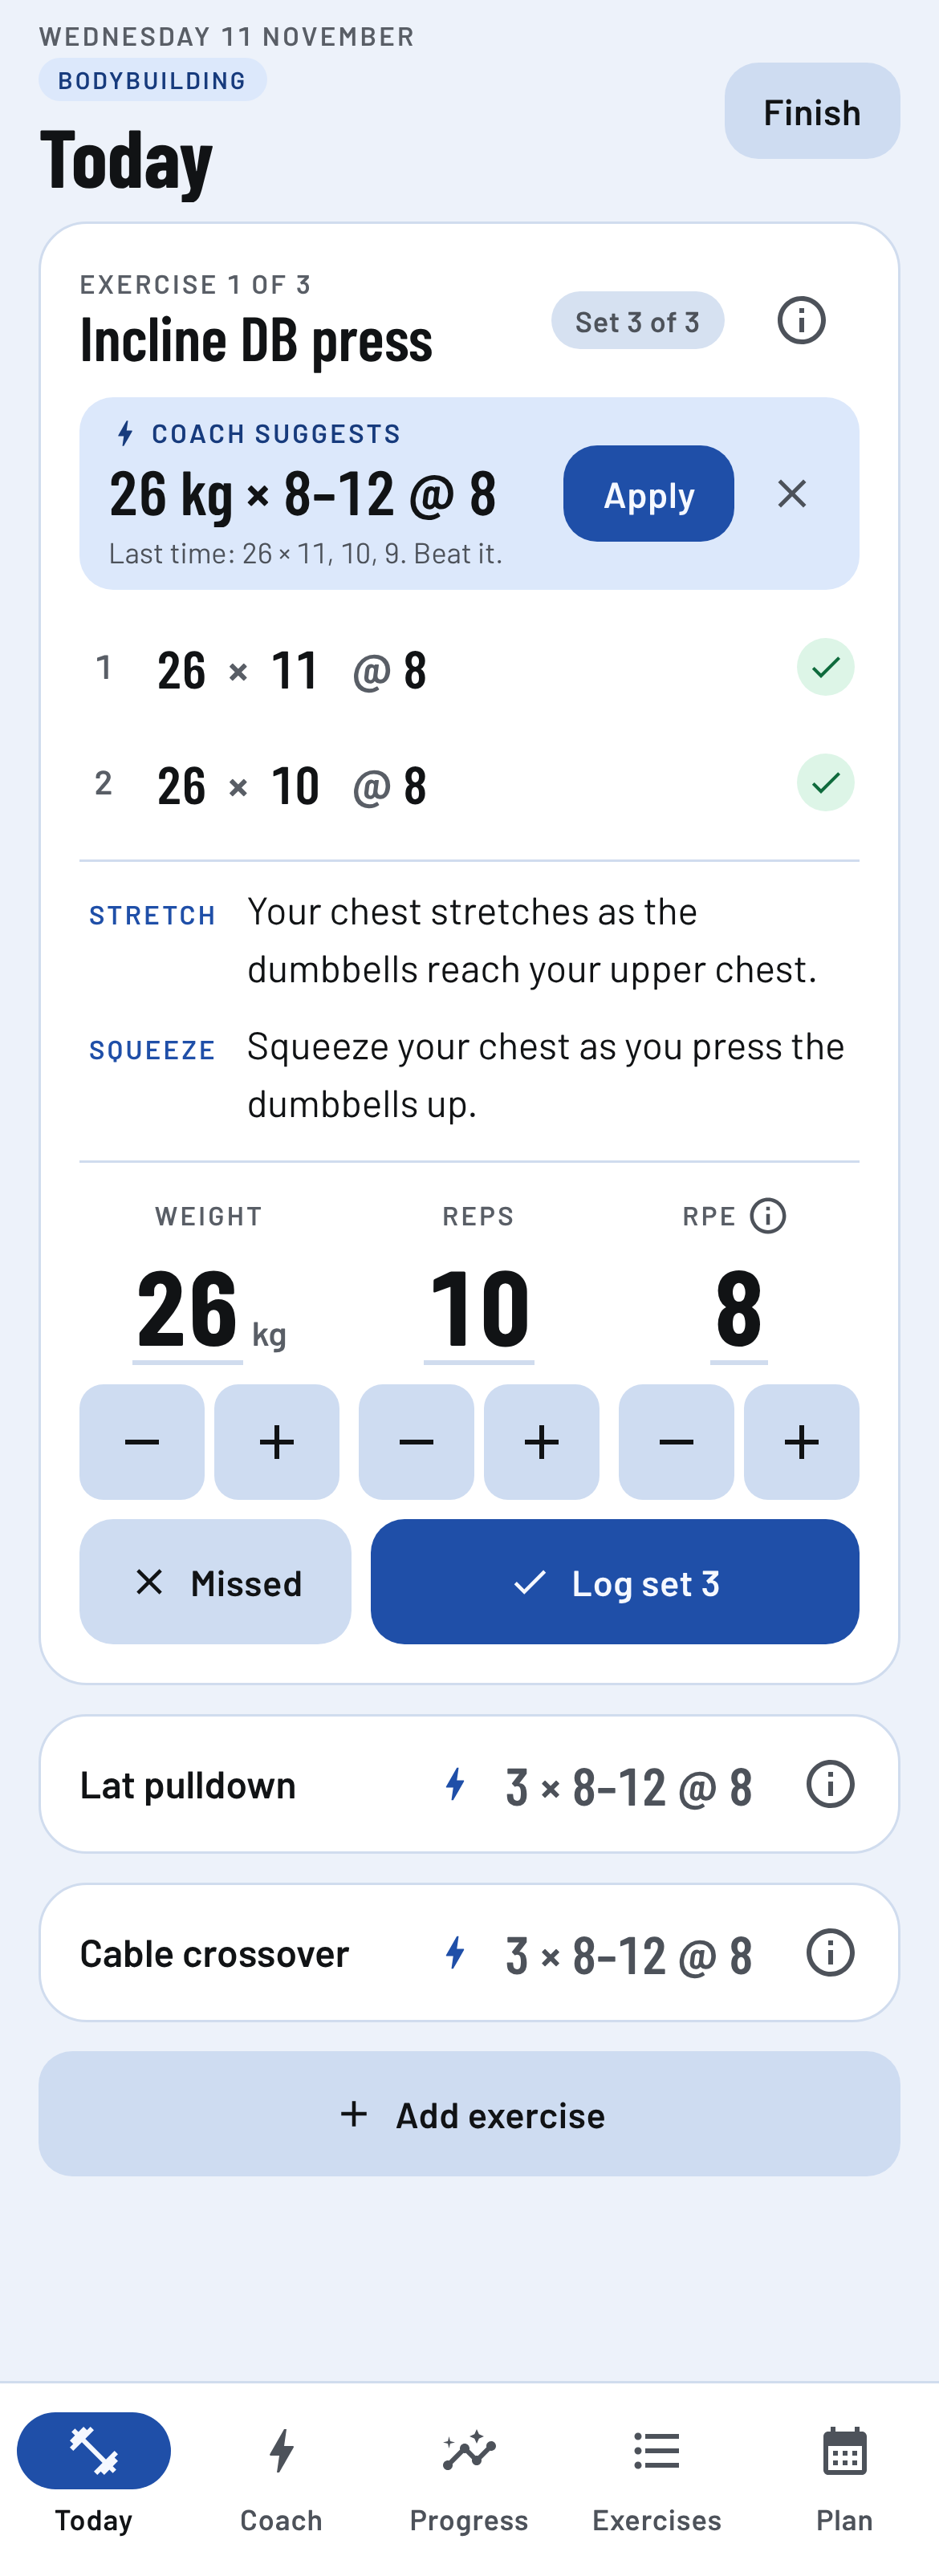 WEDNESDAY 11 NOVEMBER
BODYBUILDING
Today
Finish
EXERCISE 1 OF 3
Incline DB press
Set 3 of 3
COACH SUGGESTS
26 kg × 8–12 @ 8
Last time: 26 × 11, 10, 9. Beat it.
Apply
1 26 × 11 @ 8
2 26 × 10 @ 8
STRETCH Your chest stretches as the
dumbbells reach your upper chest.
SQUEEZE Squeeze your chest as you press the
dumbbells up.
WEIGHT REPS RPE
26 kg 10 8
Missed
Log set 3
Lat pulldown 3 × 8–12 @ 8
Cable crossover 3 × 8–12 @ 8
+ Add exercise
Today Coach Progress Exercises Plan